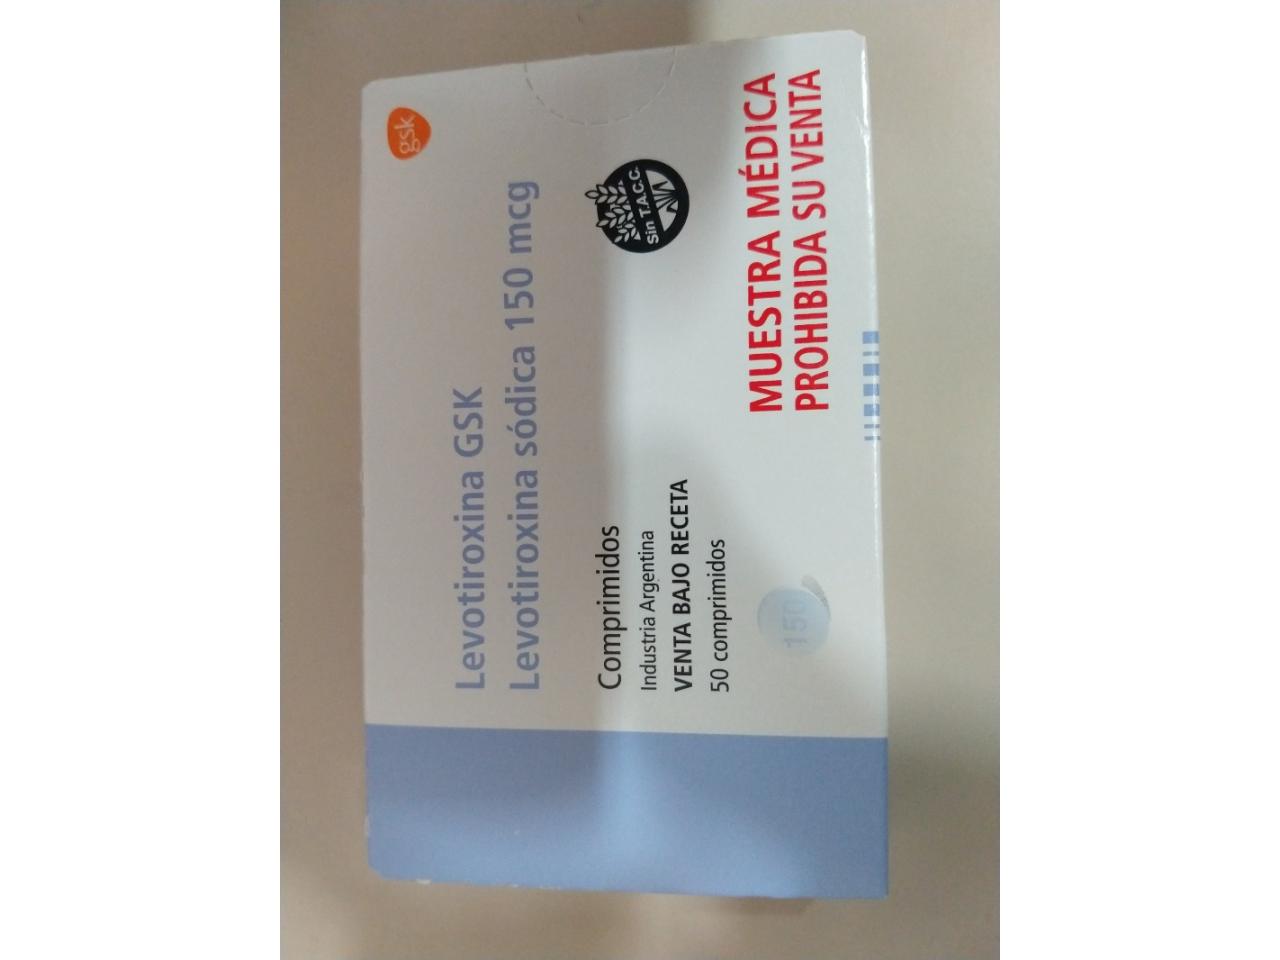 gsk
Levotiroxina GSK
Levotiroxina sódica 150 mcg
Sin T.A.C.C.
Comprimidos
Industria Argentina
VENTA BAJO RECETA
50 comprimidos
150
MUESTRA MÉDICA
PROHIBIDA SU VENTA